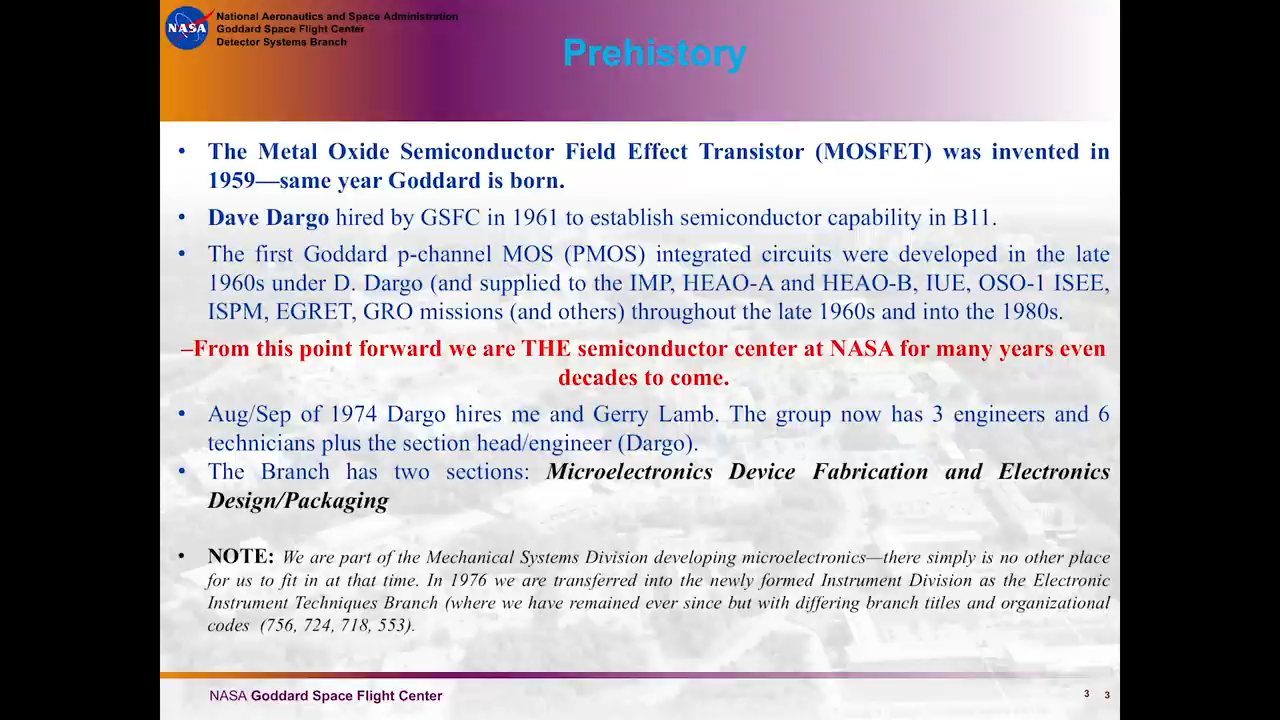 NASA
National Aeronautics and Space Administration
Goddard Space Flight Center
Detector Systems Branch
Prehistory
• The Metal Oxide Semiconductor Field Effect Transistor (MOSFET) was invented in
1959—same year Goddard is born.
• Dave Dargo hired by GSFC in 1961 to establish semiconductor capability in B11.
• The first Goddard p-channel MOS (PMOS) integrated circuits were developed in the late
1960s under D. Dargo (and supplied to the IMP, HEAO-A and HEAO-B, IUE, OSO-1 ISEE,
ISPM, EGRET, GRO missions (and others) throughout the late 1960s and into the 1980s.
–From this point forward we are THE semiconductor center at NASA for many years even
decades to come.
• Aug/Sep of 1974 Dargo hires me and Gerry Lamb. The group now has 3 engineers and 6
technicians plus the section head/engineer (Dargo).
• The Branch has two sections: Microelectronics Device Fabrication and Electronics
Design/Packaging
• NOTE: We are part of the Mechanical Systems Division developing microelectronics—there simply is no other place
for us to fit in at that time. In 1976 we are transferred into the newly formed Instrument Division as the Electronic
Instrument Techniques Branch (where we have remained ever since but with differing branch titles and organizational
codes (756, 724, 718, 553).
NASA Goddard Space Flight Center
3 3